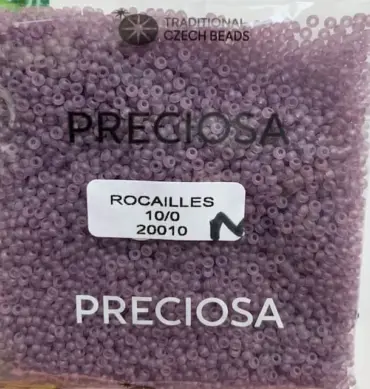 TRADITIONAL
CZECH BEADS
PRECIOSA
ROCAILLES
10/0
20010 N
PRECIOSA